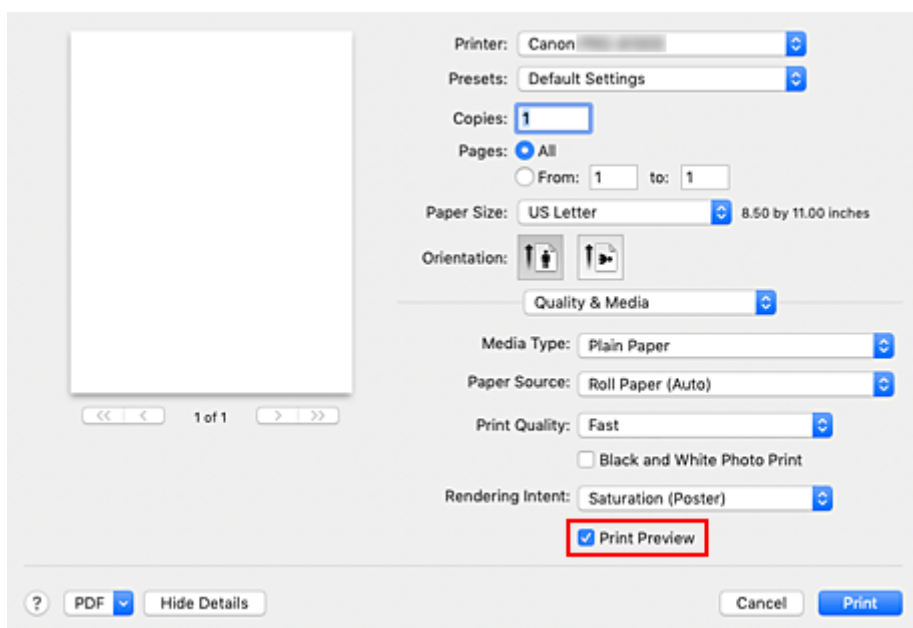 Printer: Canon
Presets: Default Settings
Copies: 1
Pages: All
From: 1 to: 1
Paper Size: US Letter 8.50 by 11.00 inches
Orientation:
Quality & Media
Media Type: Plain Paper
Paper Source: Roll Paper (Auto)
1 of 1
Print Quality: Fast
Black and White Photo Print
Rendering Intent: Saturation (Poster)
Print Preview
? PDF Hide Details Cancel Print